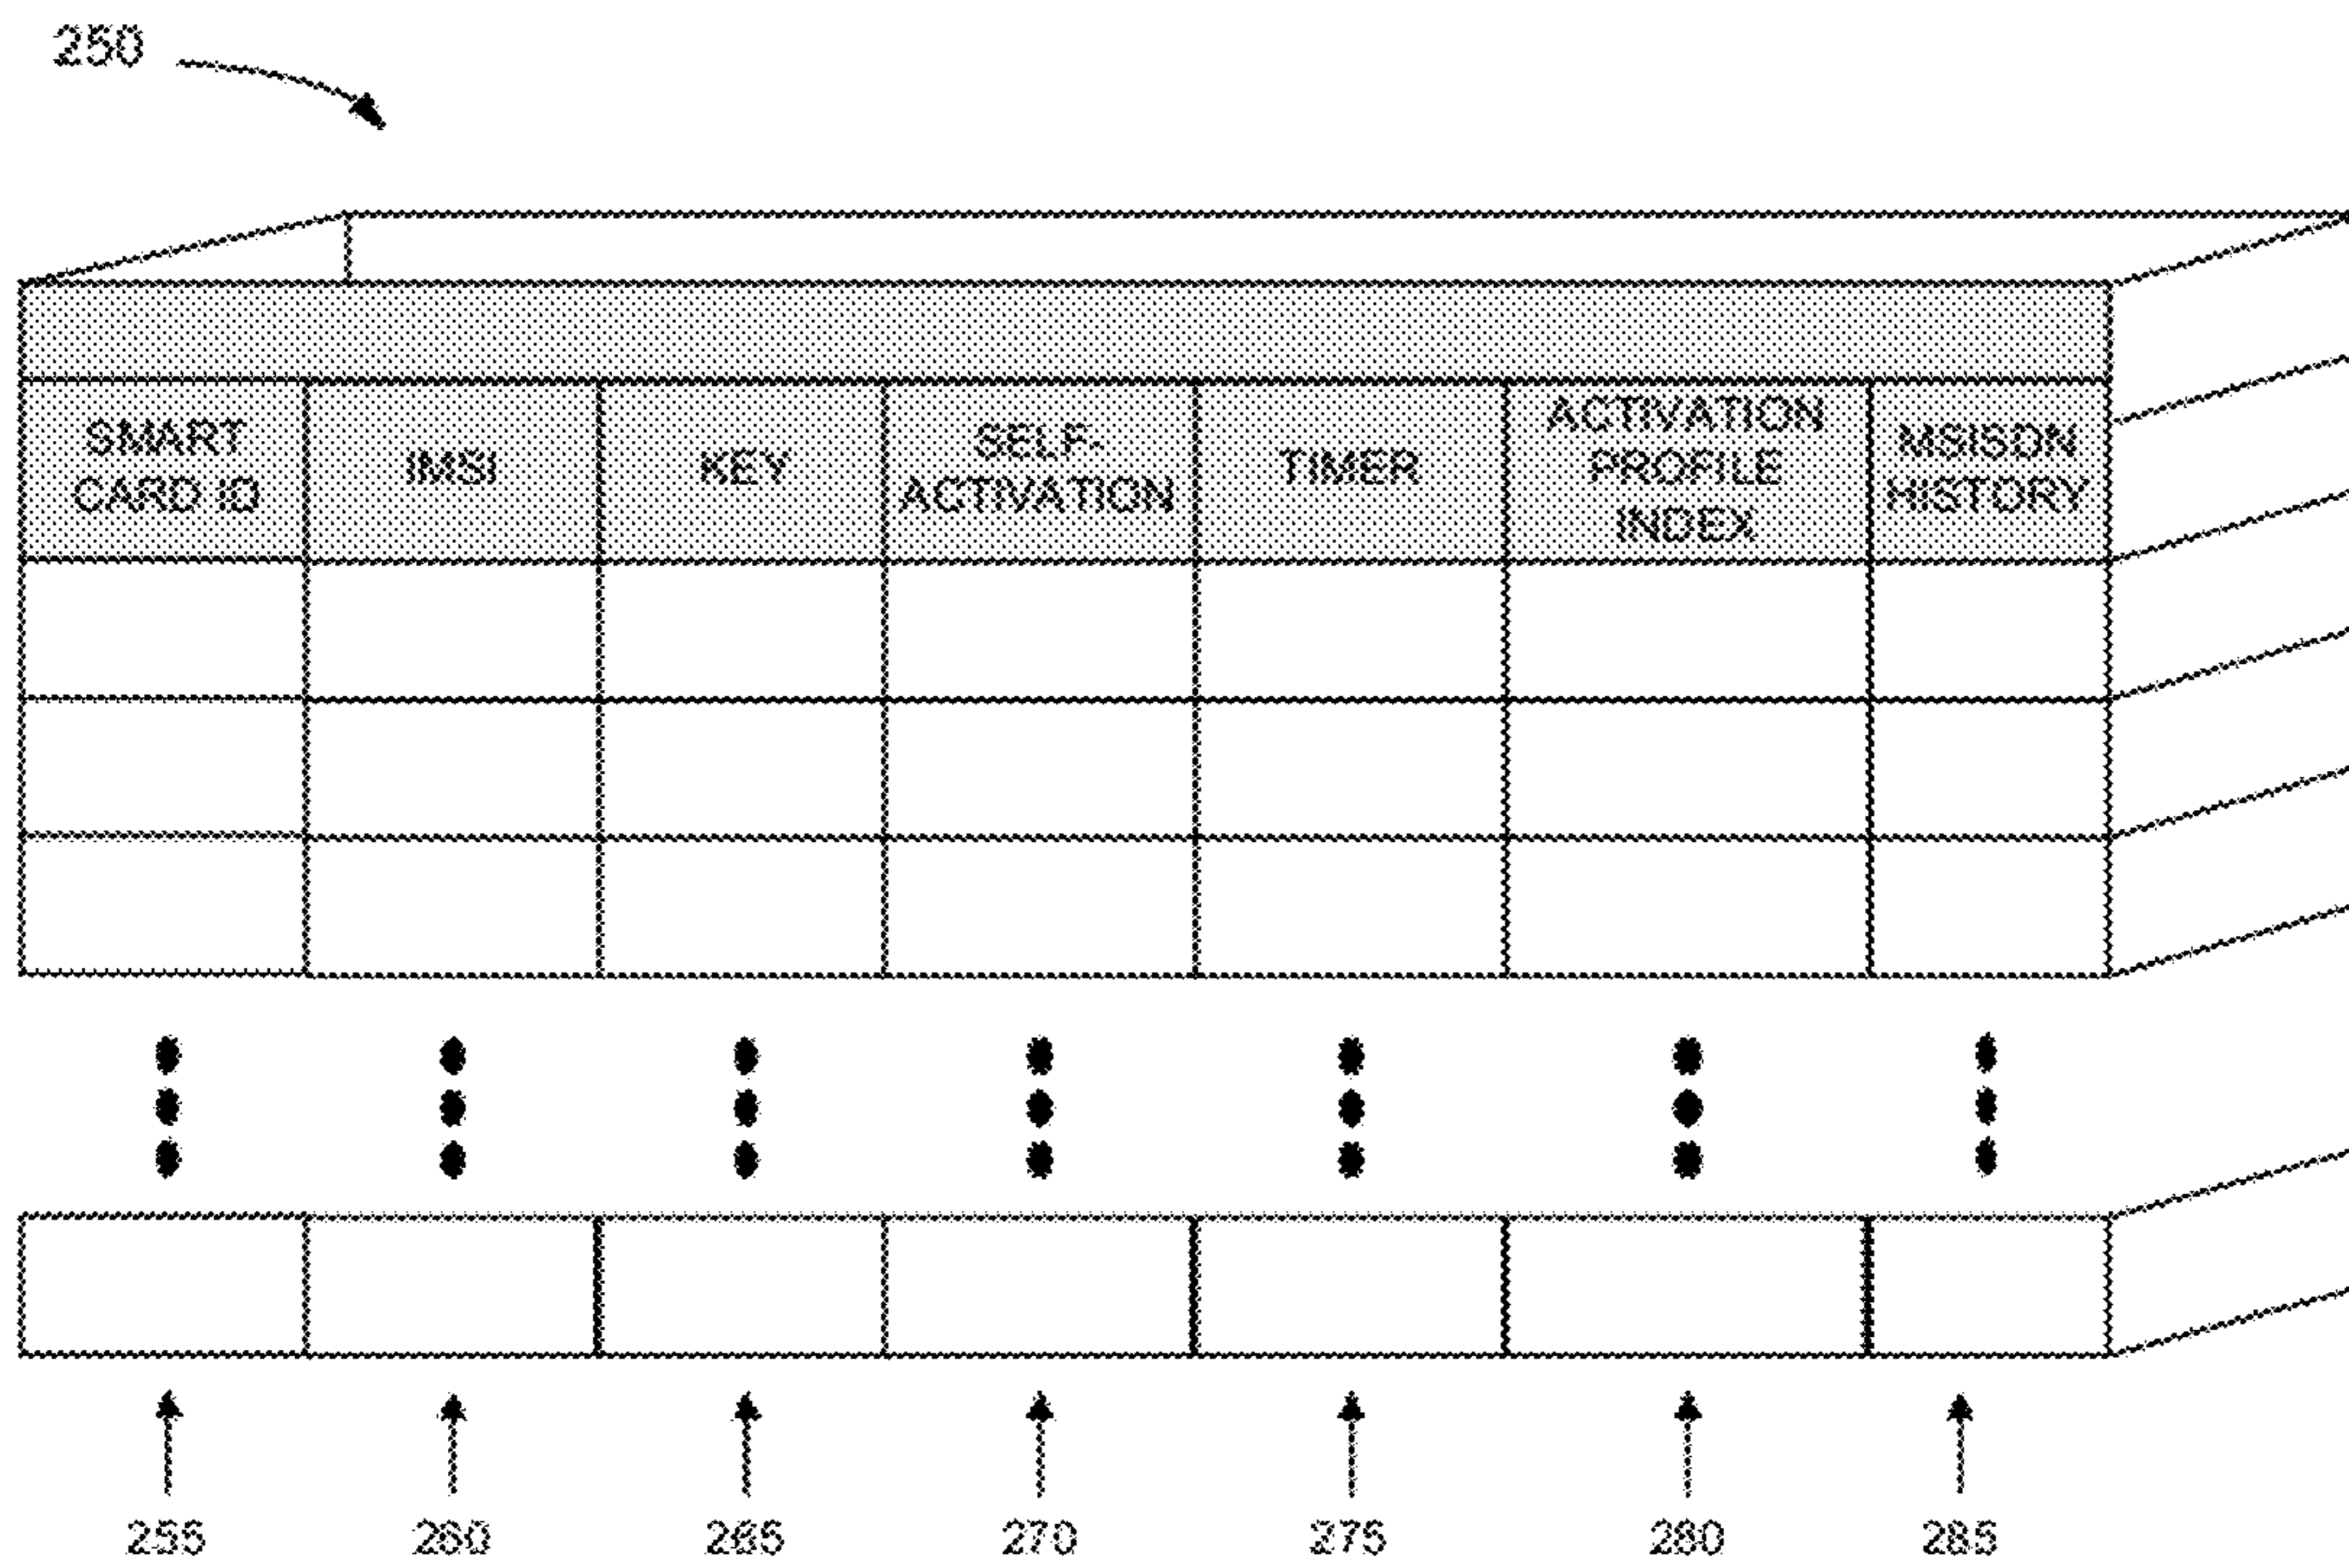 250
SMART
CARD ID
IMSI
KEY
SELF-
ACTIVATION
TIMER
ACTIVATION
PROFILE
INDEX
MSISDN
HISTORY
255
260
265
270
275
280
285